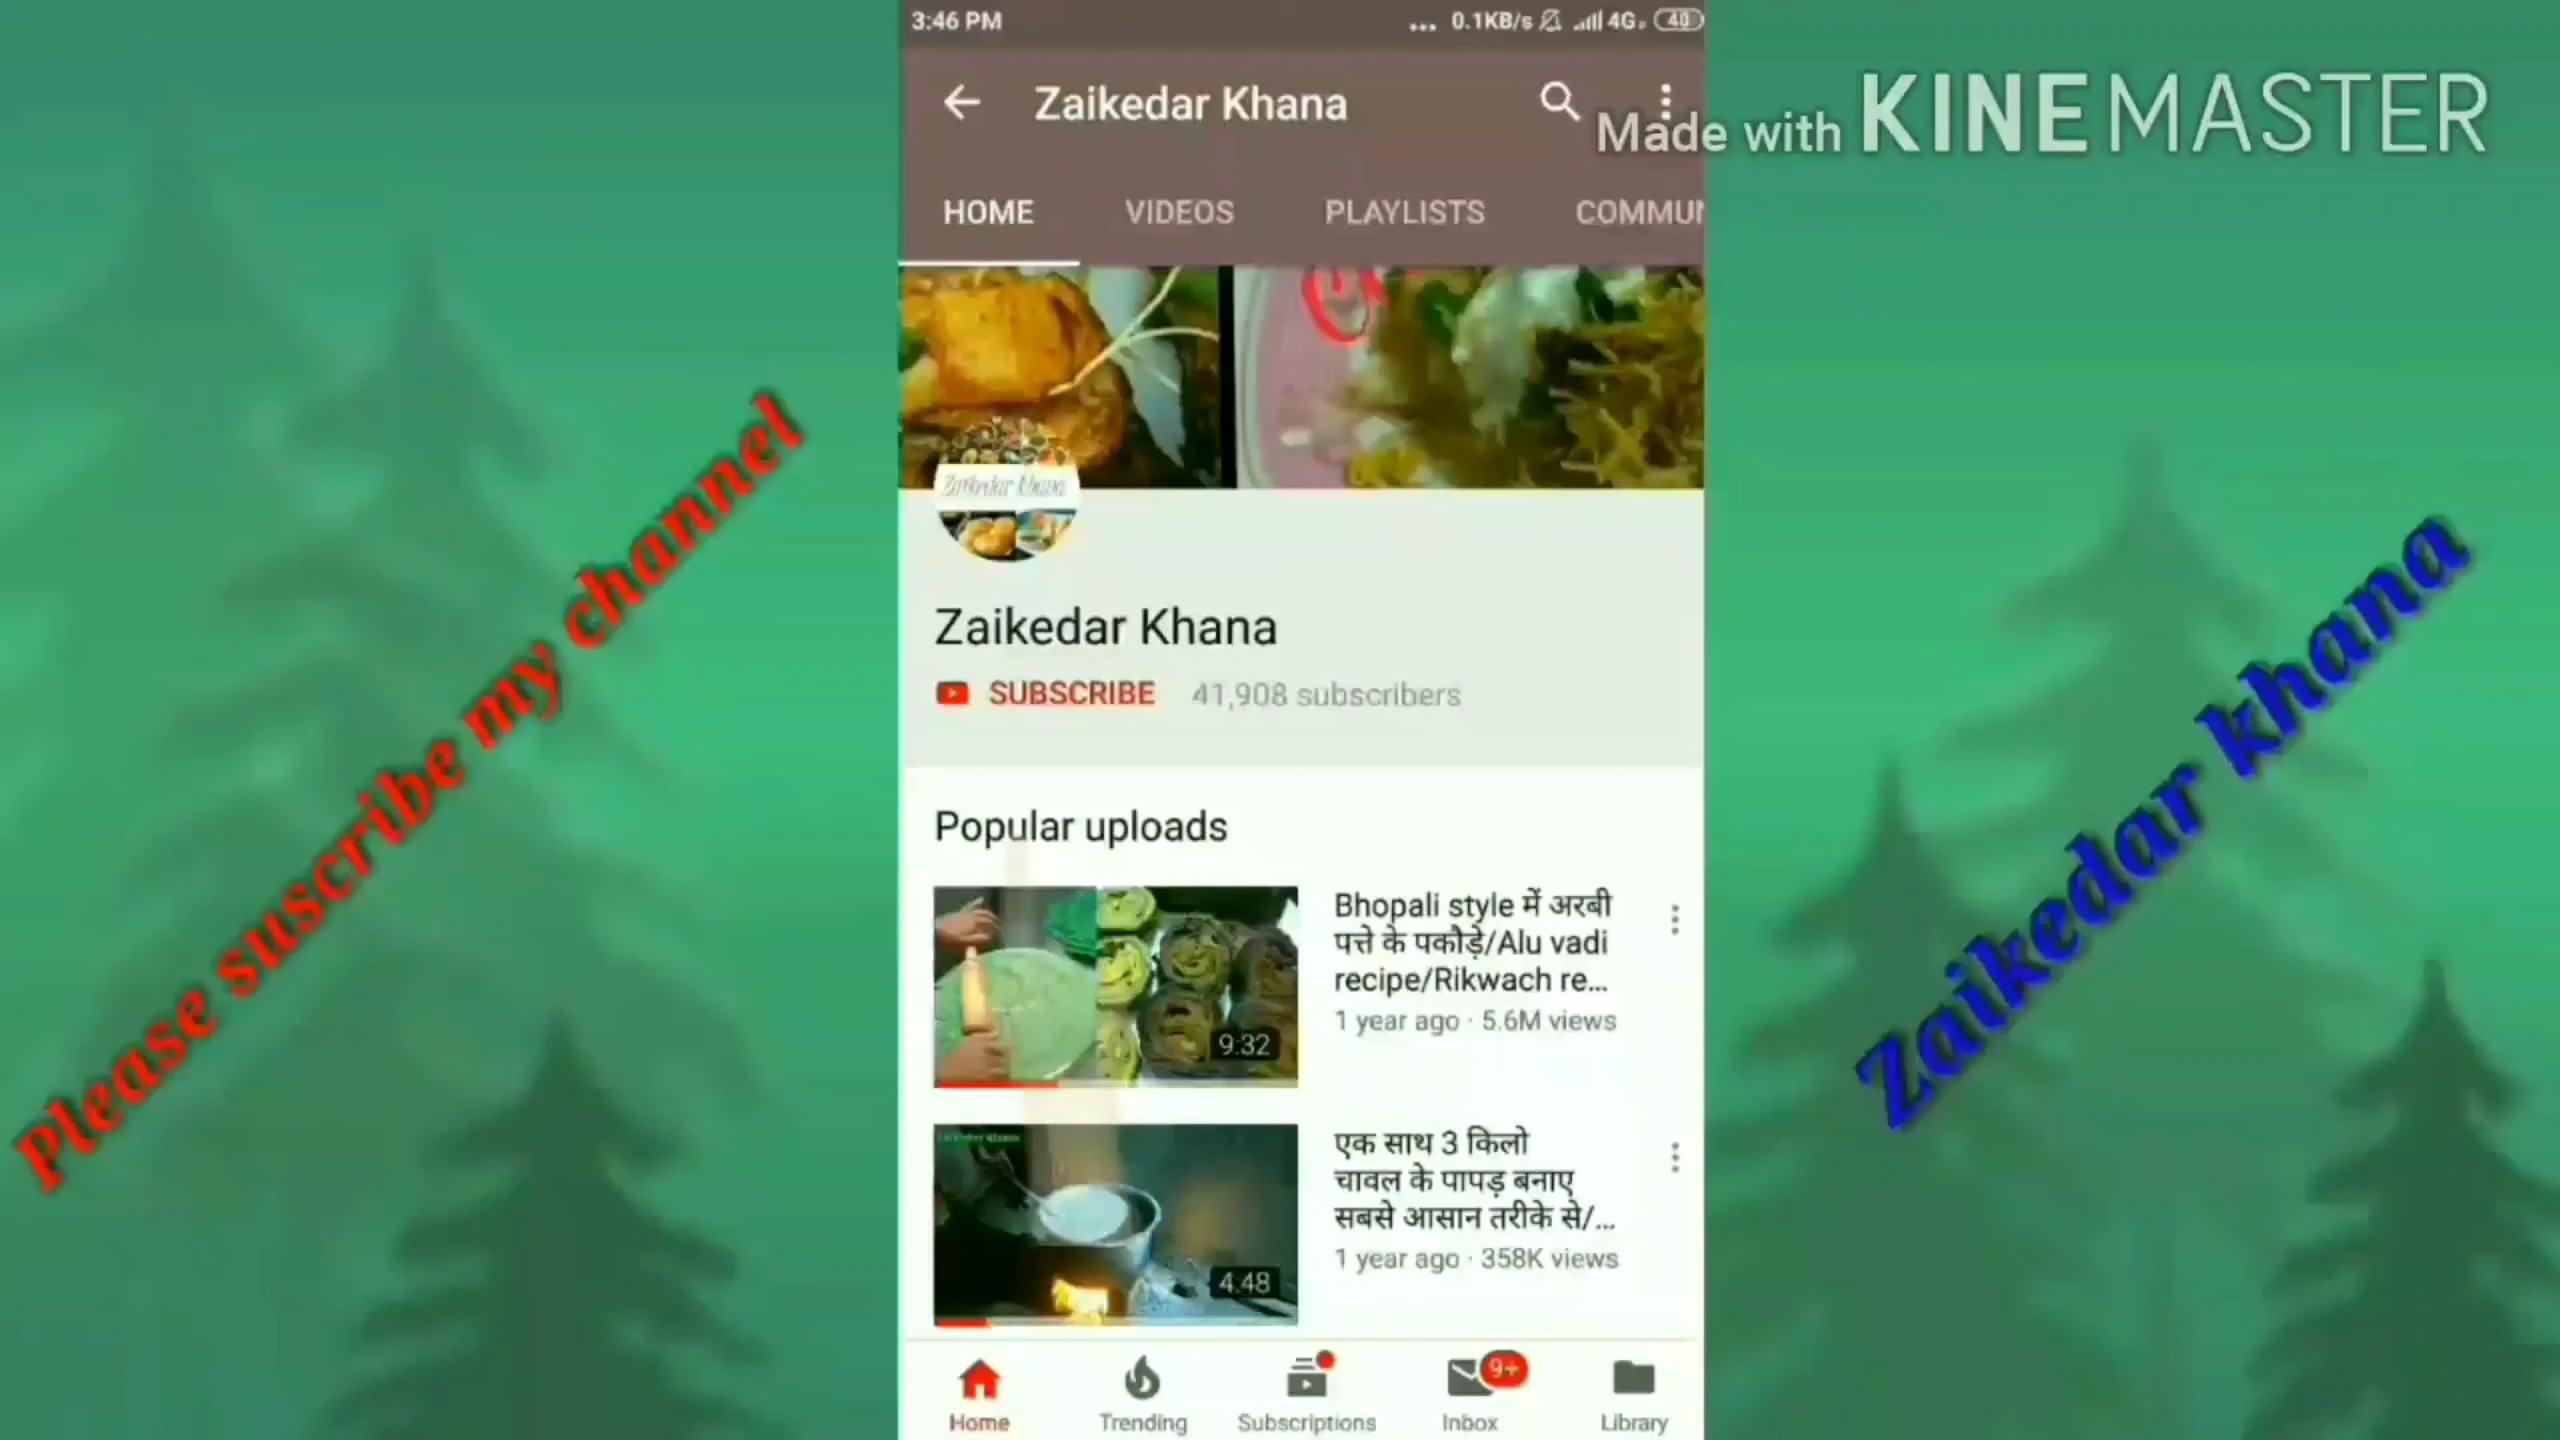 3:46 PM
... 0.1KB/s 4G 40
Zaikedar Khana
Made with KINEMASTER
HOME VIDEOS PLAYLISTS COMMUN
Zaikedar Khana
Zaikedar Khana
SUBSCRIBE 41,908 subscribers
Please suscribe my channel
Zaikedar khana
Popular uploads
Bhopali style में अरबी
पत्ते के पकौड़े/Alu vadi
recipe/Rikwach re...
1 year ago · 5.6M views
9:32
एक साथ 3 किलो
चावल के पापड़ बनाए
सबसे आसान तरीके से/...
1 year ago · 358K views
4:48
9+
Home Trending Subscriptions Inbox Library